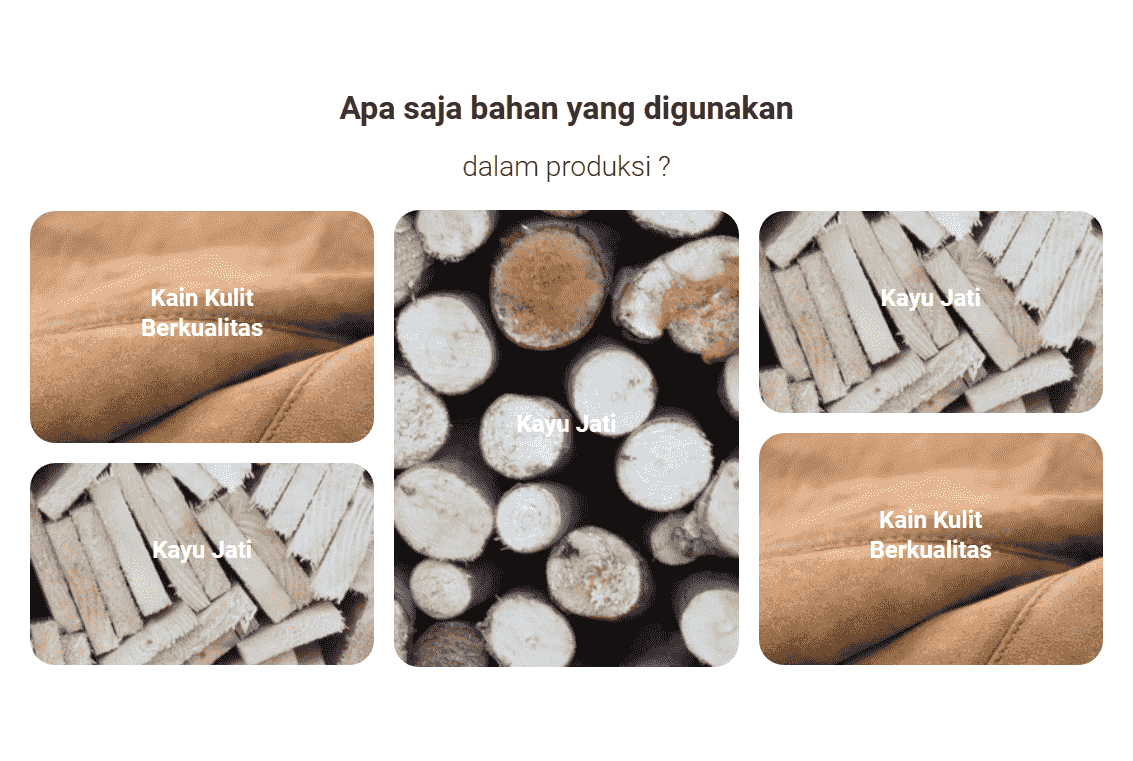 Apa saja bahan yang digunakan
dalam produksi ?
Kain Kulit
Berkualitas
Kayu Jati
Kayu Jati
Kayu Jati
Kain Kulit
Berkualitas